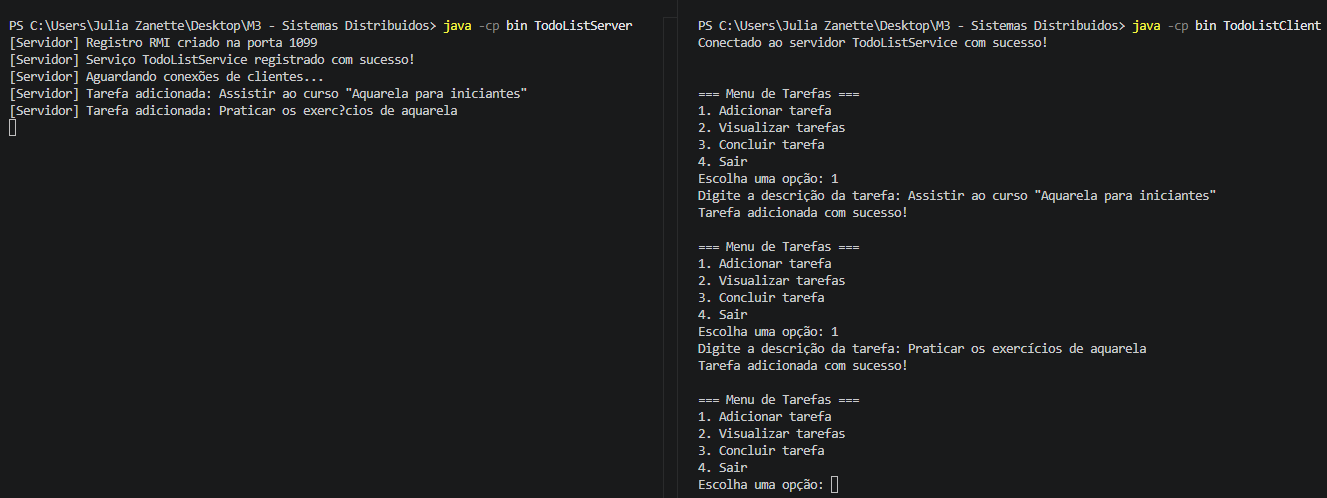 PS C:\Users\Julia Zanette\Desktop\M3 - Sistemas Distribuidos> java -cp bin TodoListServer
[Servidor] Registro RMI criado na porta 1099
[Servidor] Serviço TodoListService registrado com sucesso!
[Servidor] Aguardando conexões de clientes...
[Servidor] Tarefa adicionada: Assistir ao curso "Aquarela para iniciantes"
[Servidor] Tarefa adicionada: Praticar os exerc?cios de aquarela
PS C:\Users\Julia Zanette\Desktop\M3 - Sistemas Distribuidos> java -cp bin TodoListClient
Conectado ao servidor TodoListService com sucesso!
=== Menu de Tarefas ===
1. Adicionar tarefa
2. Visualizar tarefas
3. Concluir tarefa
4. Sair
Escolha uma opção: 1
Digite a descrição da tarefa: Assistir ao curso "Aquarela para iniciantes"
Tarefa adicionada com sucesso!
=== Menu de Tarefas ===
1. Adicionar tarefa
2. Visualizar tarefas
3. Concluir tarefa
4. Sair
Escolha uma opção: 1
Digite a descrição da tarefa: Praticar os exercícios de aquarela
Tarefa adicionada com sucesso!
=== Menu de Tarefas ===
1. Adicionar tarefa
2. Visualizar tarefas
3. Concluir tarefa
4. Sair
Escolha uma opção: